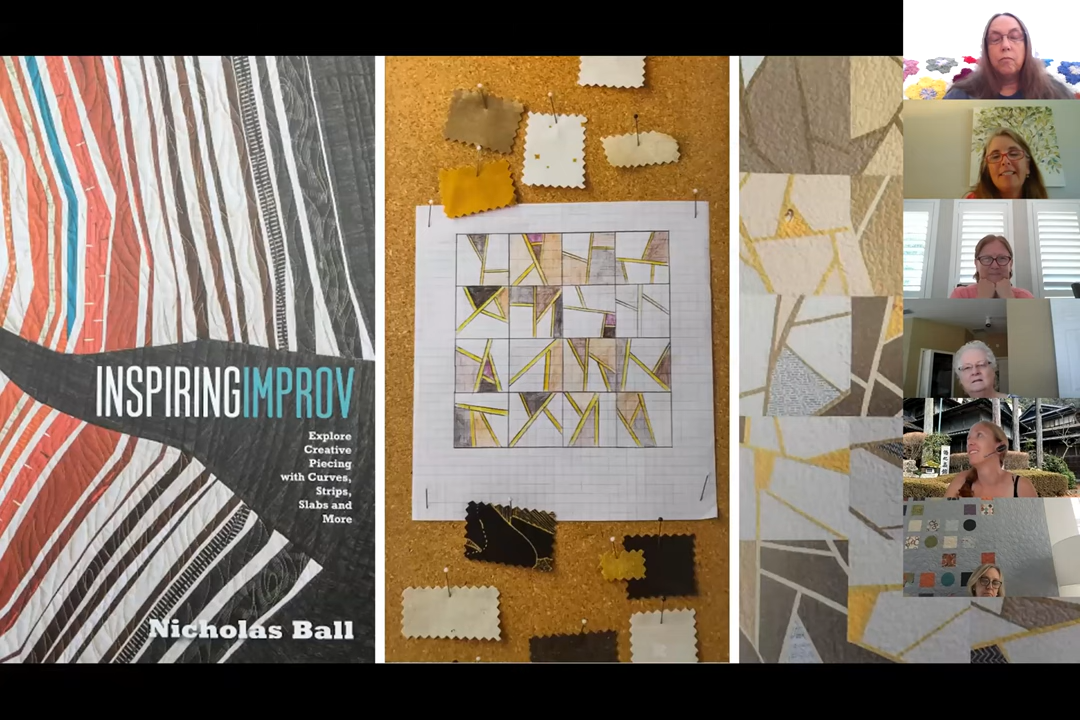 INSPIRINGIMPROV
Explore
Creative
Piecing
with Curves,
Strips,
Slabs and
More
Nicholas Ball